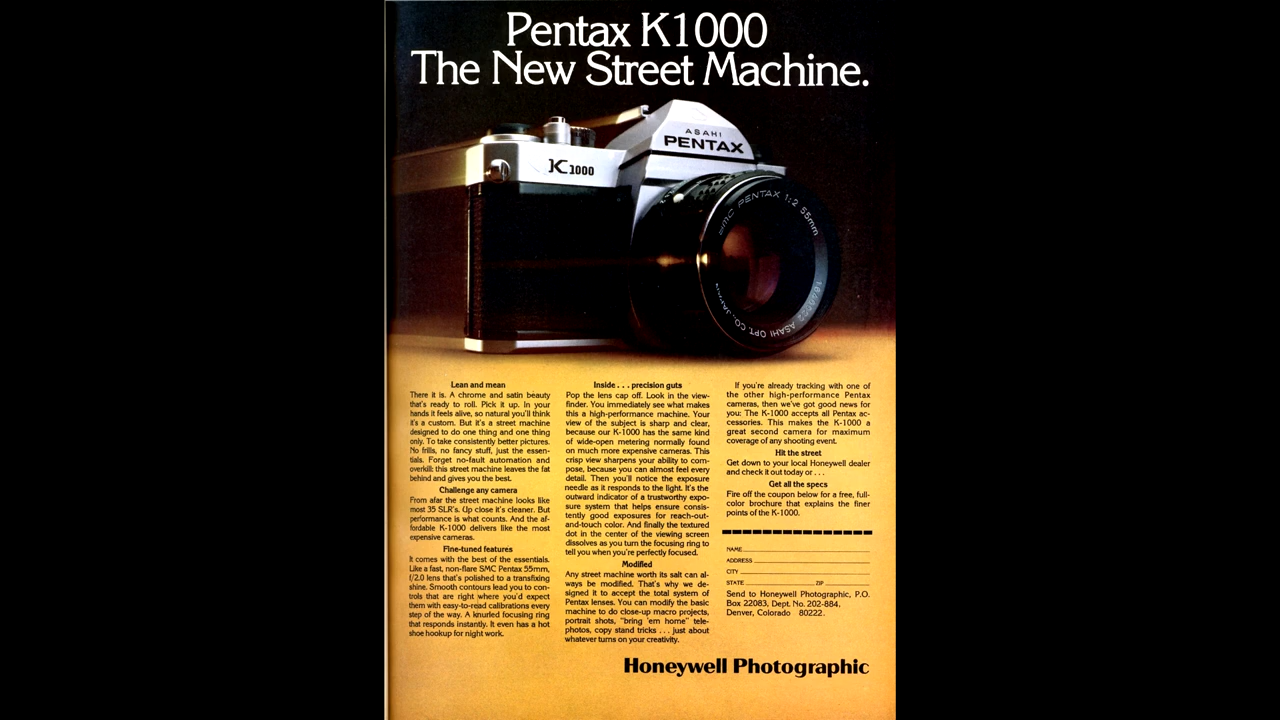 Pentax K1000
The New Street Machine.
ASAHI
PENTAX
K1000
SMC PENTAX 1:2 55mm
ASAHI OPT. CO., JAPAN
Lean and mean
There it is. A chrome and satin beauty
that's ready to roll. Pick it up. In your
hands it feels alive, so natural you'll think
it's a custom. But it's a street machine
designed to do one thing and one thing
only. To take consistently better pictures.
No frills, no fancy stuff, just the essen-
tials. Forget no-fault automation and
overkill: this street machine leaves the fat
behind and gives you the best.
Challenge any camera
From afar the street machine looks like
most 35 SLR's. Up close it's cleaner. But
performance is what counts. And the af-
fordable K-1000 delivers like the most
expensive cameras.
Fine-tuned features
It comes with the best of the essentials.
Like a fast, non-flare SMC Pentax 55mm,
f/2.0 lens that's polished to a transfixing
shine. Smooth contours lead you to con-
trols that are right where you'd expect
them with easy-to-read calibrations every
step of the way. A knurled focusing ring
that responds instantly. It even has a hot
shoe hookup for night work.
Inside . . . precision guts
Pop the lens cap off. Look in the view-
finder. You immediately see what makes
this a high-performance machine. Your
view of the subject is sharp and clear,
because our K-1000 has the same kind
of wide-open metering normally found
on much more expensive cameras. This
crisp view sharpens your ability to com-
pose, because you can almost feel every
detail. Then you'll notice the exposure
needle as it responds to the light. It's the
outward indicator of a trustworthy expo-
sure system that helps ensure consis-
tently good exposures for reach-out-
and-touch color. And finally the textured
dot in the center of the viewing screen
dissolves as you turn the focusing ring to
tell you when you're perfectly focused.
Modified
Any street machine worth its salt can al-
ways be modified. That's why we de-
signed it to accept the total system of
Pentax lenses. You can modify the basic
machine to do close-up macro projects,
portrait shots, "bring 'em home" tele-
photos, copy stand tricks . . . just about
whatever turns on your creativity.
If you're already tracking with one of
the other high-performance Pentax
cameras, then we've got good news for
you: The K-1000 accepts all Pentax ac-
cessories. This makes the K-1000 a
great second camera for maximum
coverage of any shooting event.
Hit the street
Get down to your local Honeywell dealer
and check it out today or . . .
Get all the specs
Fire off the coupon below for a free, full-
color brochure that explains the finer
points of the K-1000.
NAME
ADDRESS
CITY
STATE ZIP
Send to Honeywell Photographic, P.O.
Box 22083, Dept. No. 202-884,
Denver, Colorado 80222.
Honeywell Photographic